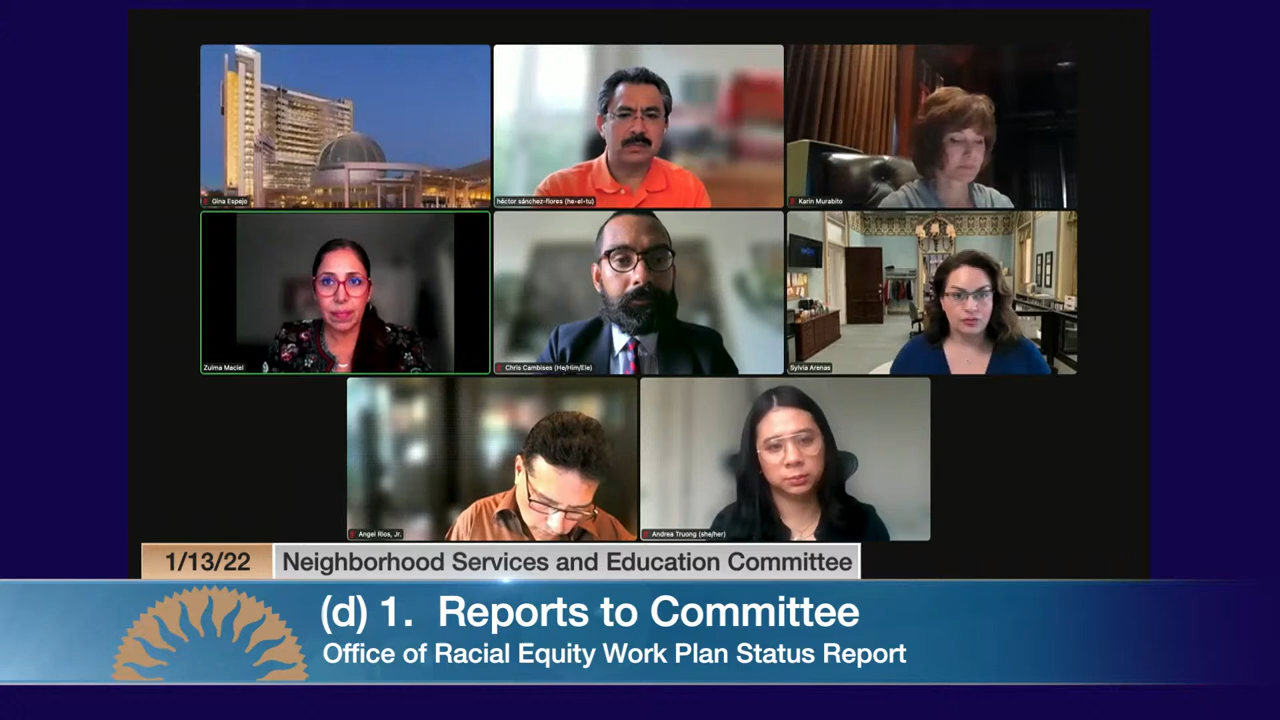 Gina Espejo
héctor sánchez-flores (he~el~tu)
Karin Murabito
Zulma Maciel
Chris Cambises (He/Him/Ele)
Sylvia Arenas
Angel Rios, Jr.
Andrea Truong (she/her)
1/13/22
Neighborhood Services and Education Committee
(d) 1. Reports to Committee
Office of Racial Equity Work Plan Status Report